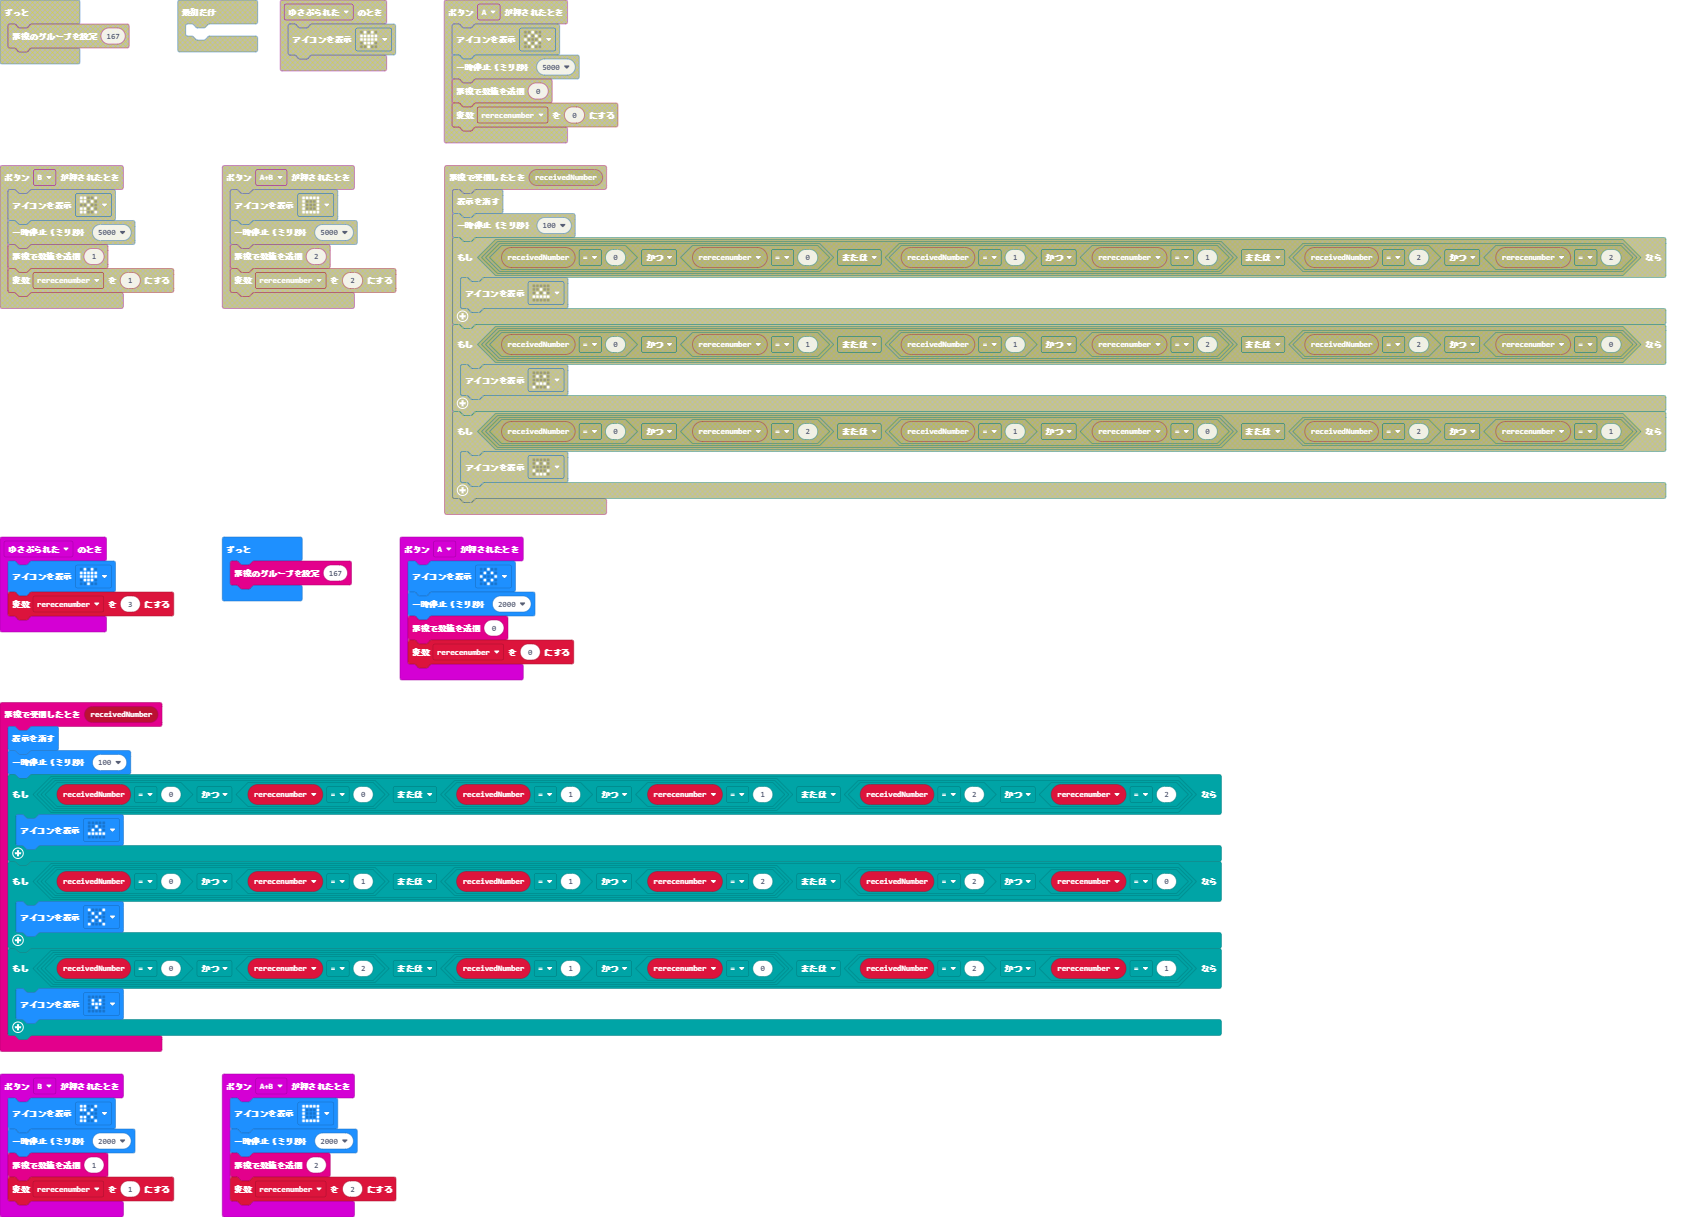 ずっと
無線のグループを設定 167
最初だけ
ゆさぶられた のとき
アイコンを表示
ボタン A が押されたとき
アイコンを表示
一時停止（ミリ秒） 5000
無線で数値を送信 0
変数 rerecenumber を 0 にする
ボタン B が押されたとき
アイコンを表示
一時停止（ミリ秒） 5000
無線で数値を送信 1
変数 rerecenumber を 1 にする
ボタン A+B が押されたとき
アイコンを表示
一時停止（ミリ秒） 5000
無線で数値を送信 2
変数 rerecenumber を 2 にする
無線で受信したとき receivedNumber
表示を消す
一時停止（ミリ秒） 100
もし receivedNumber = 0 かつ rerecenumber = 0 または receivedNumber = 1 かつ rerecenumber = 1 または receivedNumber = 2 かつ rerecenumber = 2 なら
アイコンを表示
もし receivedNumber = 0 かつ rerecenumber = 1 または receivedNumber = 1 かつ rerecenumber = 2 または receivedNumber = 2 かつ rerecenumber = 0 なら
アイコンを表示
もし receivedNumber = 0 かつ rerecenumber = 2 または receivedNumber = 1 かつ rerecenumber = 0 または receivedNumber = 2 かつ rerecenumber = 1 なら
アイコンを表示
ゆさぶられた のとき
アイコンを表示
変数 rerecenumber を 3 にする
ずっと
無線のグループを設定 167
ボタン A が押されたとき
アイコンを表示
一時停止（ミリ秒） 2000
無線で数値を送信 0
変数 rerecenumber を 0 にする
無線で受信したとき receivedNumber
表示を消す
一時停止（ミリ秒） 100
もし receivedNumber = 0 かつ rerecenumber = 0 または receivedNumber = 1 かつ rerecenumber = 1 または receivedNumber = 2 かつ rerecenumber = 2 なら
アイコンを表示
もし receivedNumber = 0 かつ rerecenumber = 1 または receivedNumber = 1 かつ rerecenumber = 2 または receivedNumber = 2 かつ rerecenumber = 0 なら
アイコンを表示
もし receivedNumber = 0 かつ rerecenumber = 2 または receivedNumber = 1 かつ rerecenumber = 0 または receivedNumber = 2 かつ rerecenumber = 1 なら
アイコンを表示
ボタン B が押されたとき
アイコンを表示
一時停止（ミリ秒） 2000
無線で数値を送信 1
変数 rerecenumber を 1 にする
ボタン A+B が押されたとき
アイコンを表示
一時停止（ミリ秒） 2000
無線で数値を送信 2
変数 rerecenumber を 2 にする